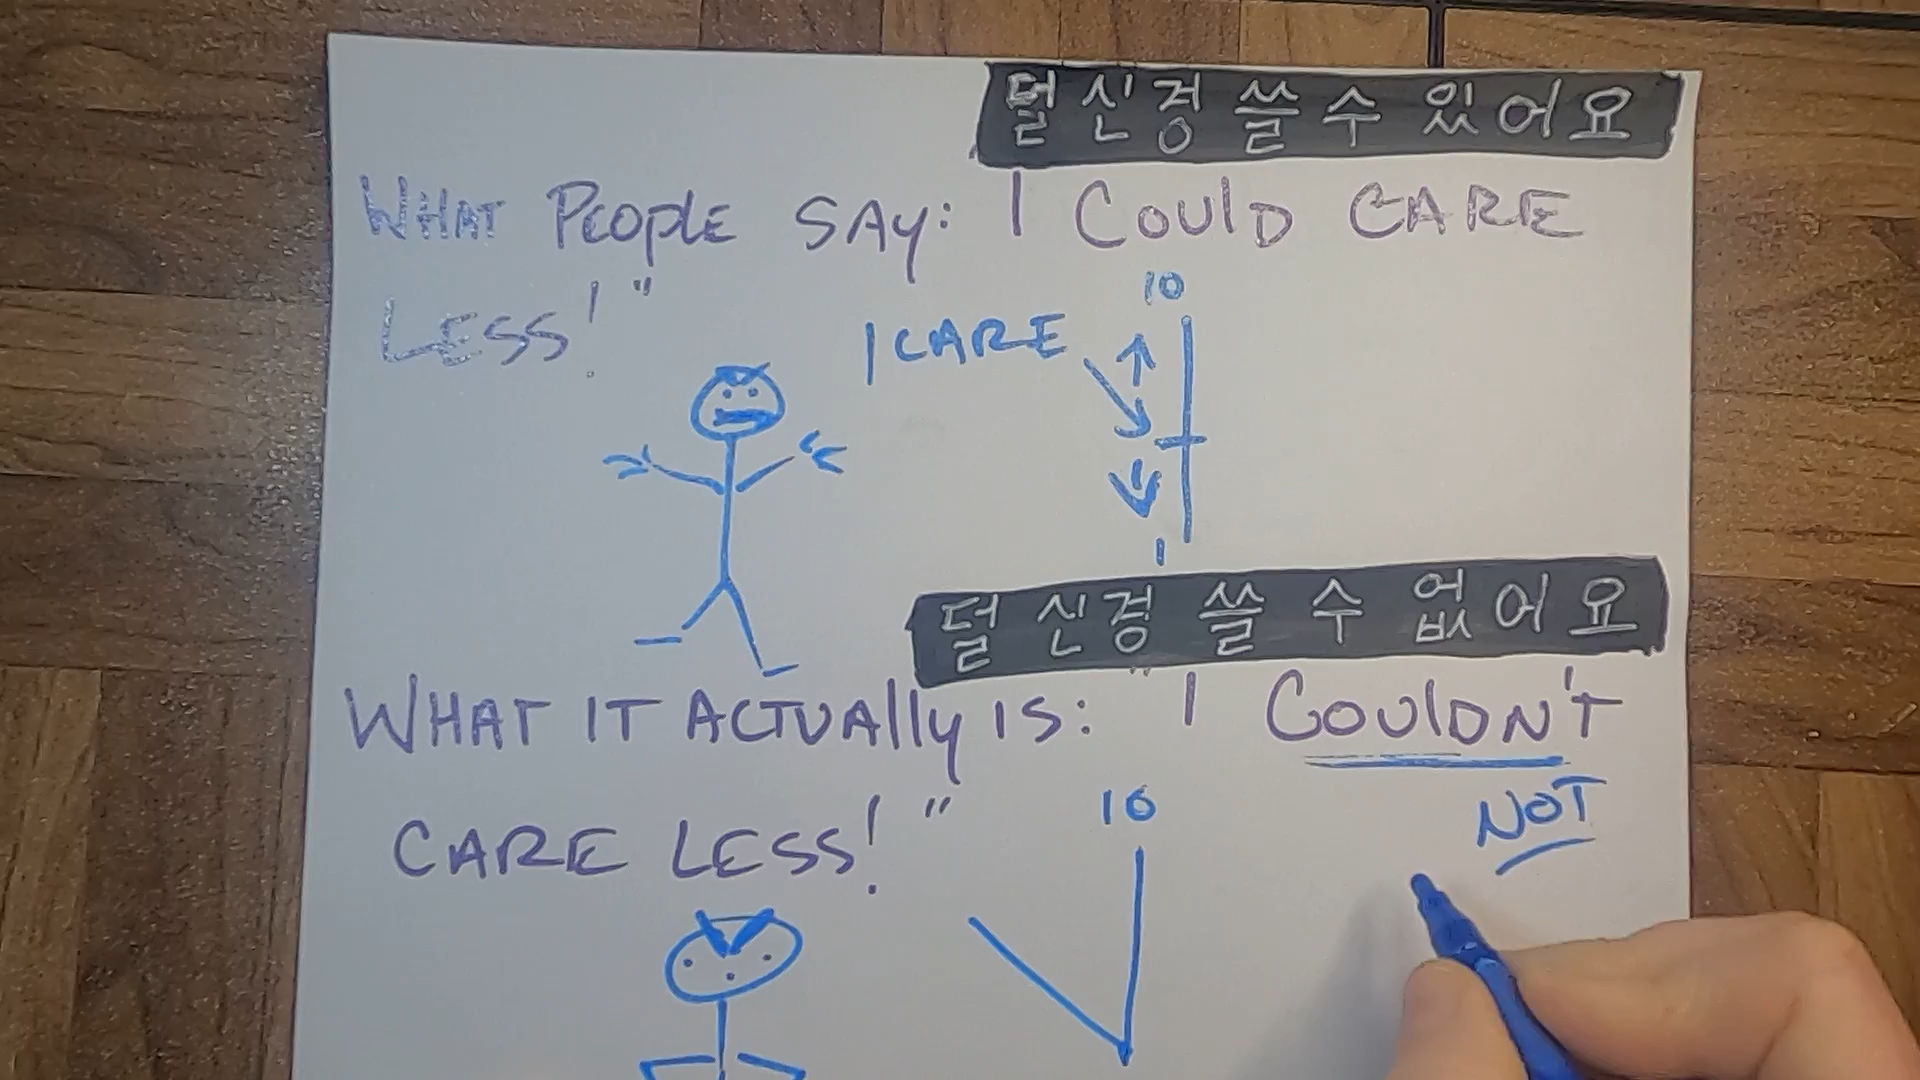 덜 신경 쓸 수 있어요
WHAT PEOPLE SAY: I COULD CARE
LESS!"
10
I CARE
1
덜 신경 쓸 수 없어요
WHAT IT ACTUALLY IS: "I COULDN'T
CARE LESS!"
NOT
10